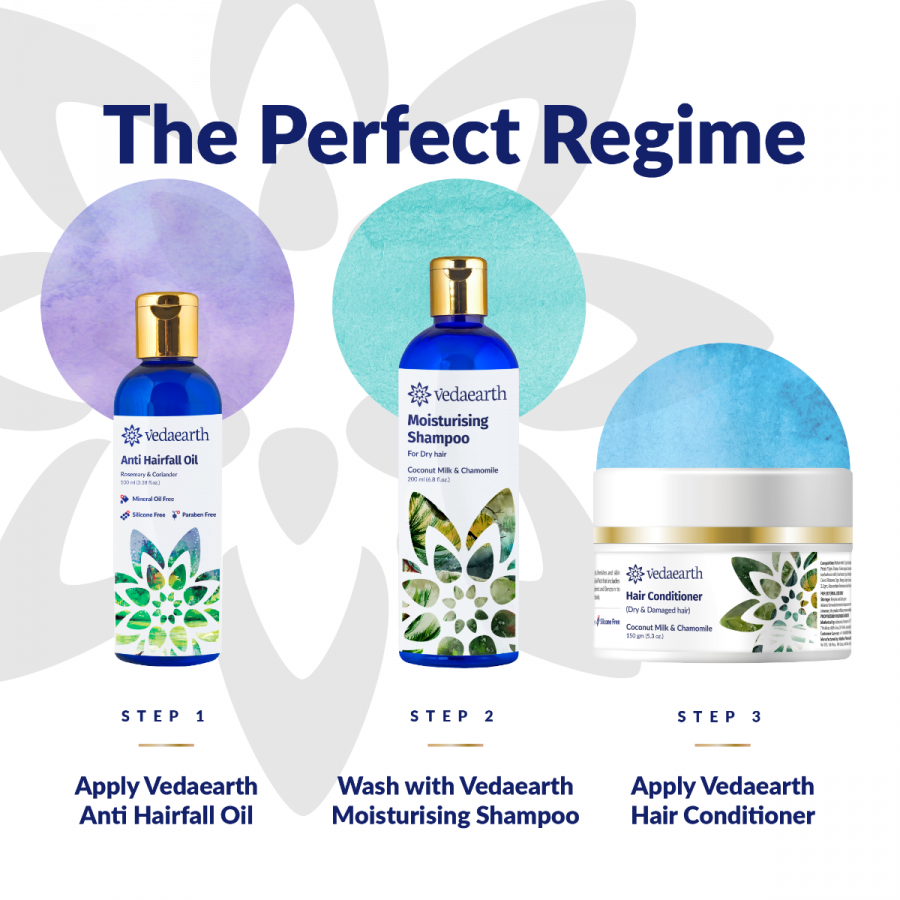 The Perfect Regime
vedaearth
Anti Hairfall Oil
Rosemary & Coriander
Mineral Oil Free
Silicone Free
Paraben Free
vedaearth
Moisturising
Shampoo
For Dry hair
Coconut Milk & Chamomile
200 ml (6.8 fl.oz.)
vedaearth
Hair Conditioner
(Dry & Damaged hair)
Coconut Milk & Chamomile
150 gm (5.3 oz.)
Silicone Free
STEP 1
Apply Vedaearth
Anti Hairfall Oil
STEP 2
Wash with Vedaearth
Moisturising Shampoo
STEP 3
Apply Vedaearth
Hair Conditioner